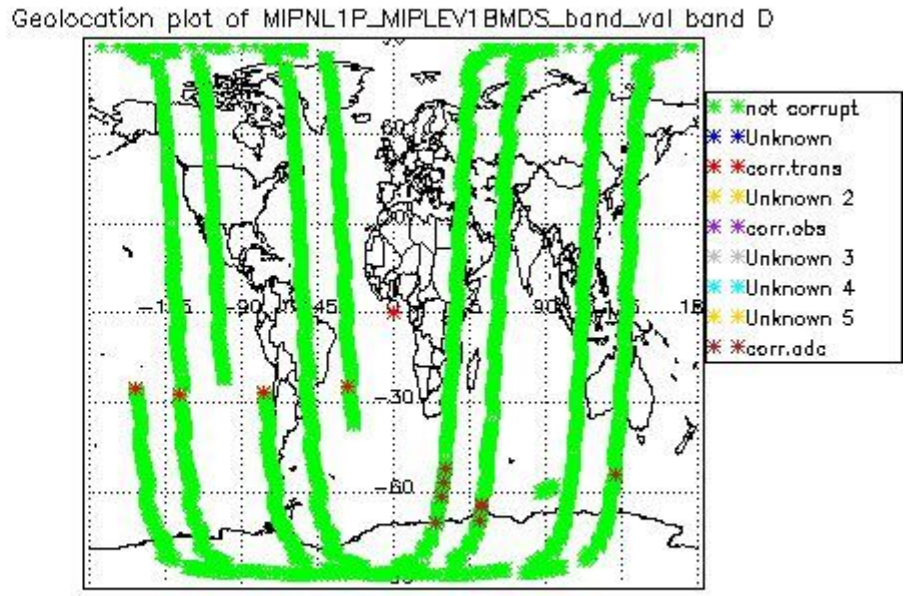 Geolocation plot of MIPNL1P_MIPLEV1BMDS_band_val band D
* *not corrupt
* *Unknown
* *corr.trans
* *Unknown 2
* *corr.obs
* *Unknown 3
* *Unknown 4
* *Unknown 5
* *corr.adc
-90
45
90
-30
-60